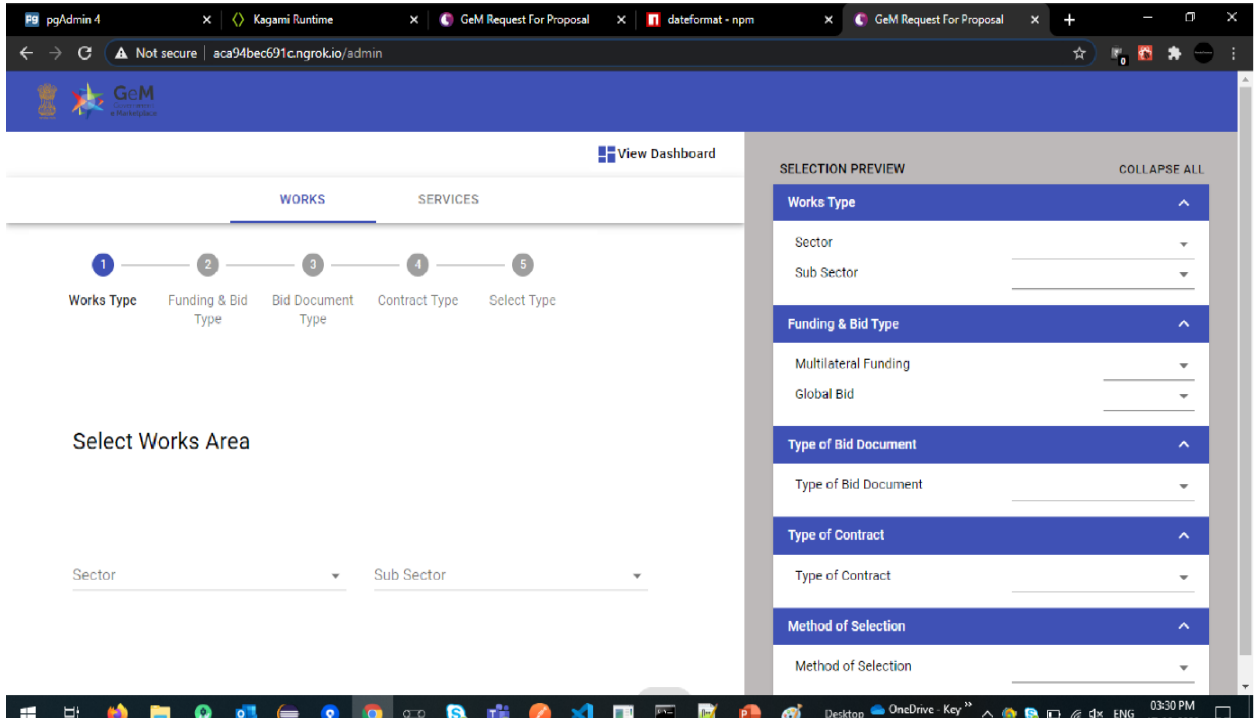 pgAdmin 4
Kagami Runtime
GeM Request For Proposal
dateformat - npm
GeM Request For Proposal
Not secure | aca94bec691c.ngrok.io/admin
0
GeM
Government
e Marketplace
View Dashboard
WORKS SERVICES
1 2 3 4 5
Works Type
Funding & Bid
Type
Bid Document
Type
Contract Type
Select Type
Select Works Area
Sector
Sub Sector
SELECTION PREVIEW COLLAPSE ALL
Works Type
Sector
Sub Sector
Funding & Bid Type
Multilateral Funding
Global Bid
Type of Bid Document
Type of Bid Document
Type of Contract
Type of Contract
Method of Selection
Method of Selection
Desktop OneDrive - Key » ENG 03:30 PM